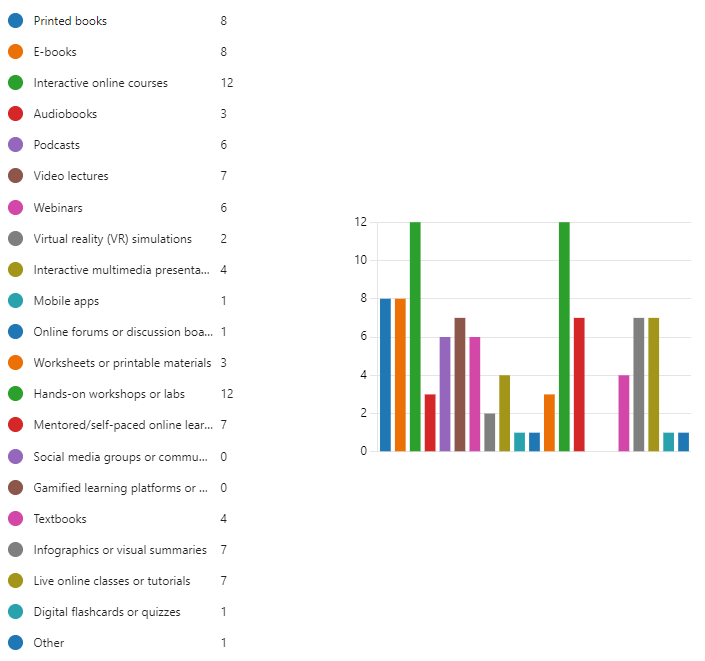 Printed books 8
E-books 8
Interactive online courses 12
Audiobooks 3
Podcasts 6
Video lectures 7
Webinars 6
Virtual reality (VR) simulations 2
Interactive multimedia presenta... 4
Mobile apps 1
Online forums or discussion boa... 1
Worksheets or printable materials 3
Hands-on workshops or labs 12
Mentored/self-paced online lear... 7
Social media groups or commu... 0
Gamified learning platforms or ... 0
Textbooks 4
Infographics or visual summaries 7
Live online classes or tutorials 7
Digital flashcards or quizzes 1
Other 1
12
10
8
6
4
2
0